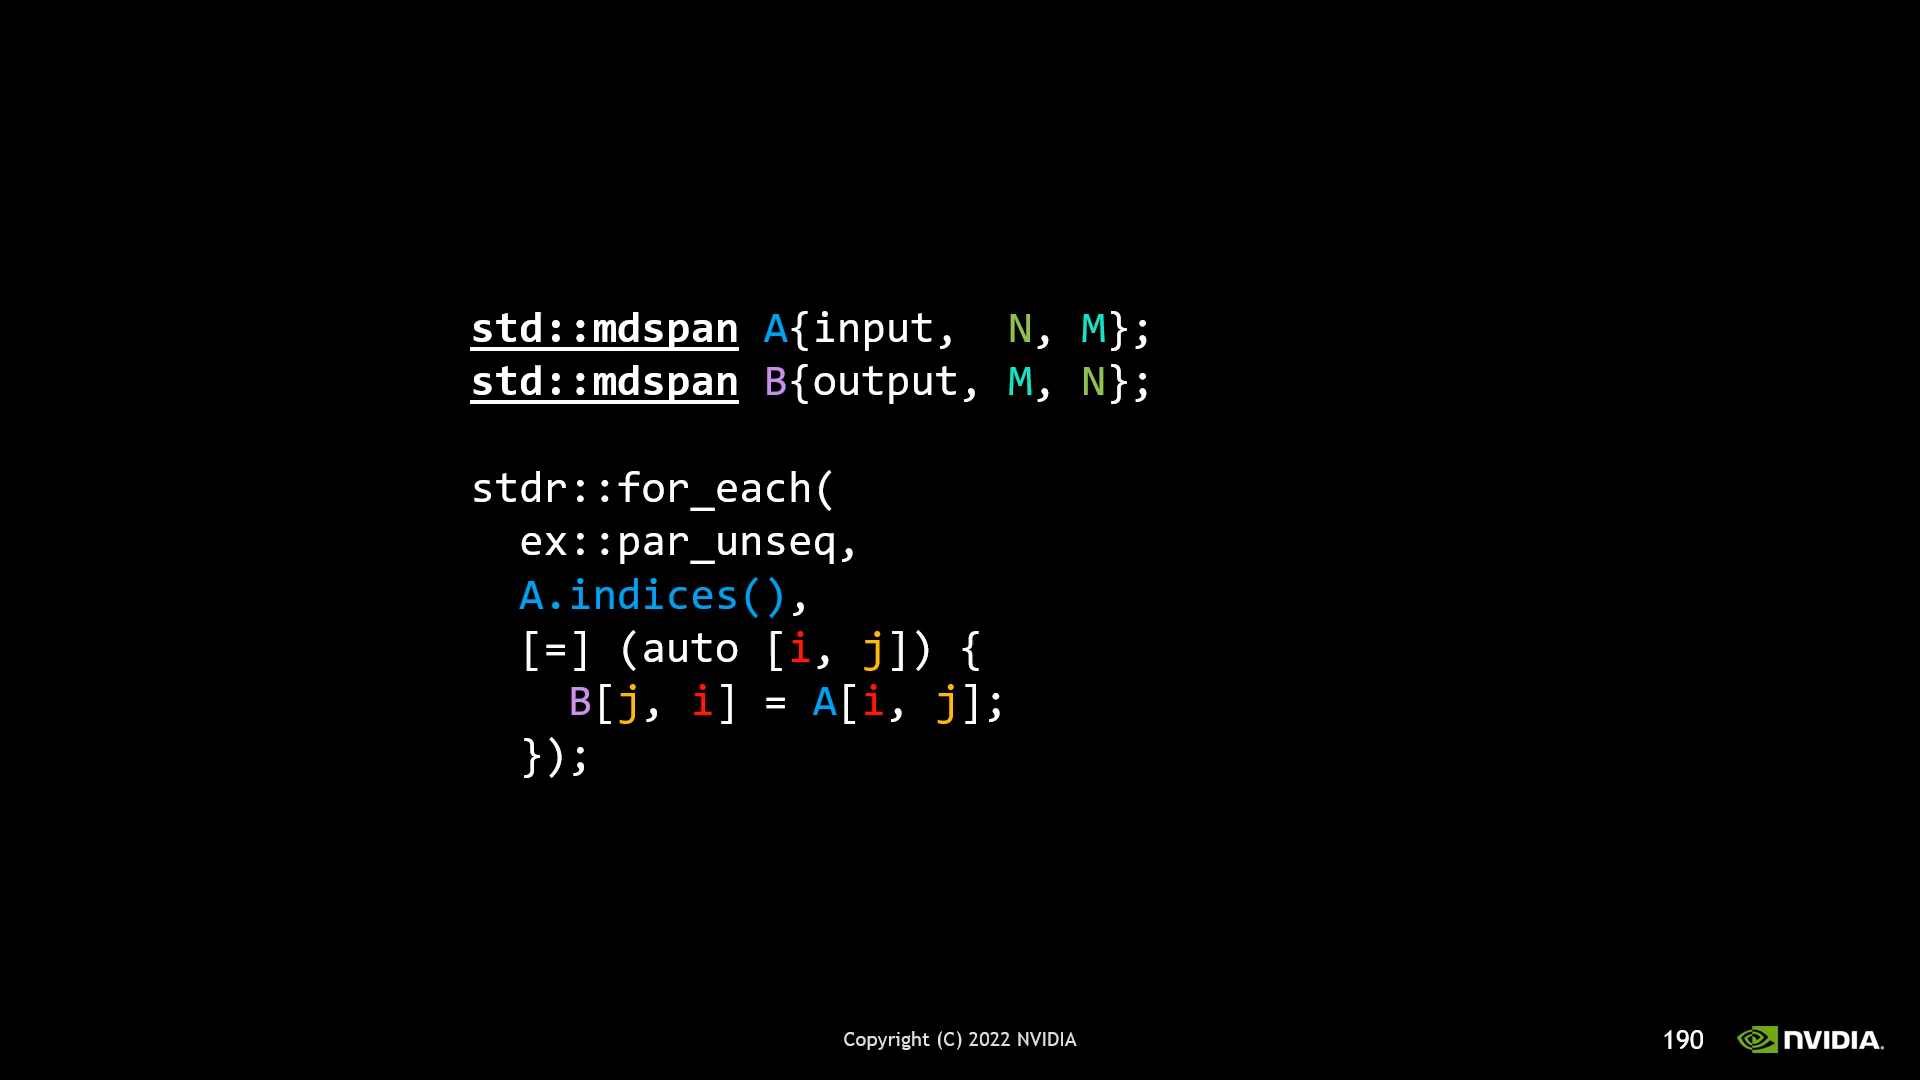 std::mdspan A{input,  N, M};
std::mdspan B{output, M, N};
stdr::for_each(
  ex::par_unseq,
  A.indices(),
  [=] (auto [i, j]) {
    B[j, i] = A[i, j];
  });
Copyright (C) 2022 NVIDIA
190
NVIDIA.